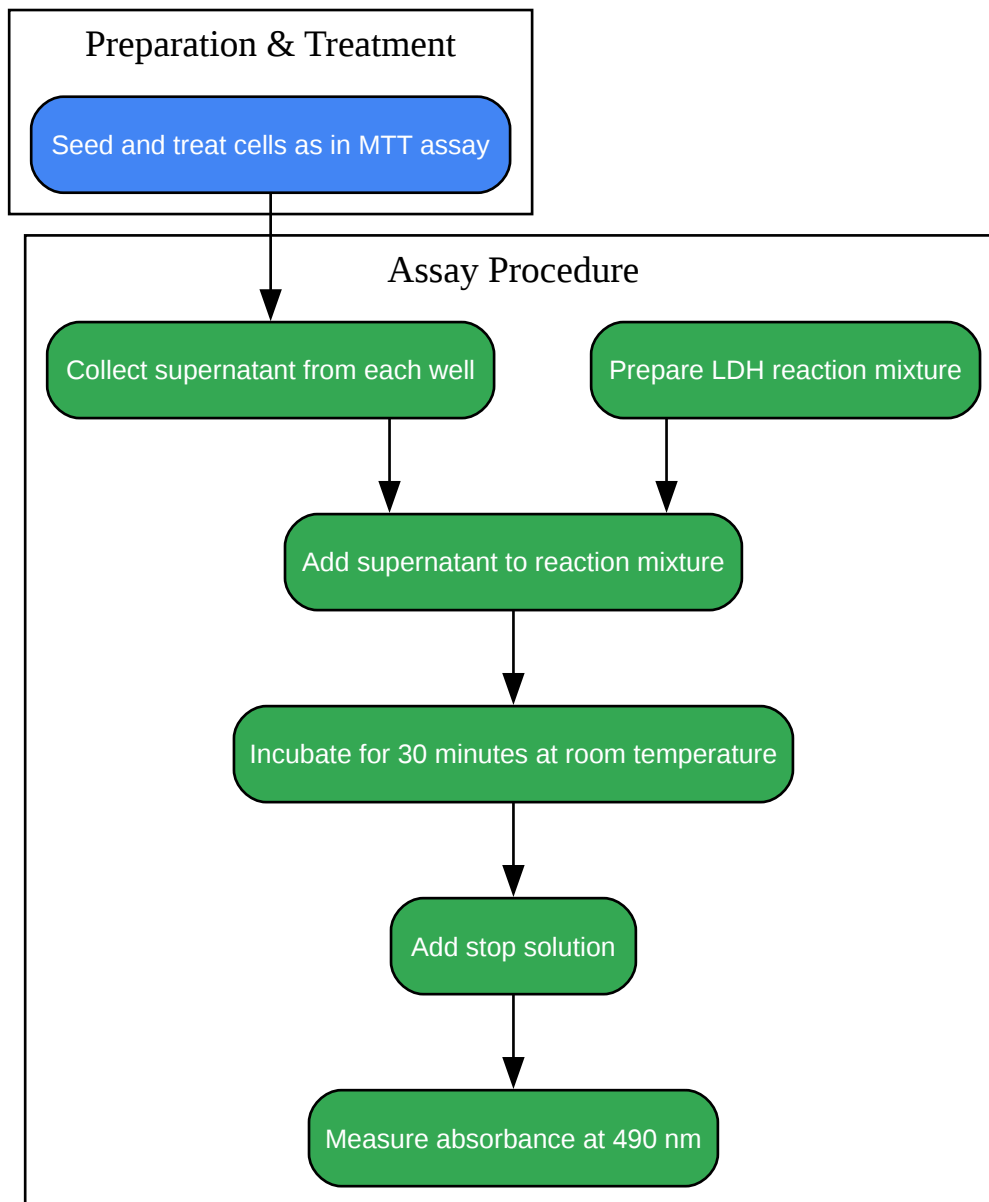 Preparation & Treatment
Seed and treat cells as in MTT assay
Assay Procedure
Collect supernatant from each well
Prepare LDH reaction mixture
Add supernatant to reaction mixture
Incubate for 30 minutes at room temperature
Add stop solution
Measure absorbance at 490 nm